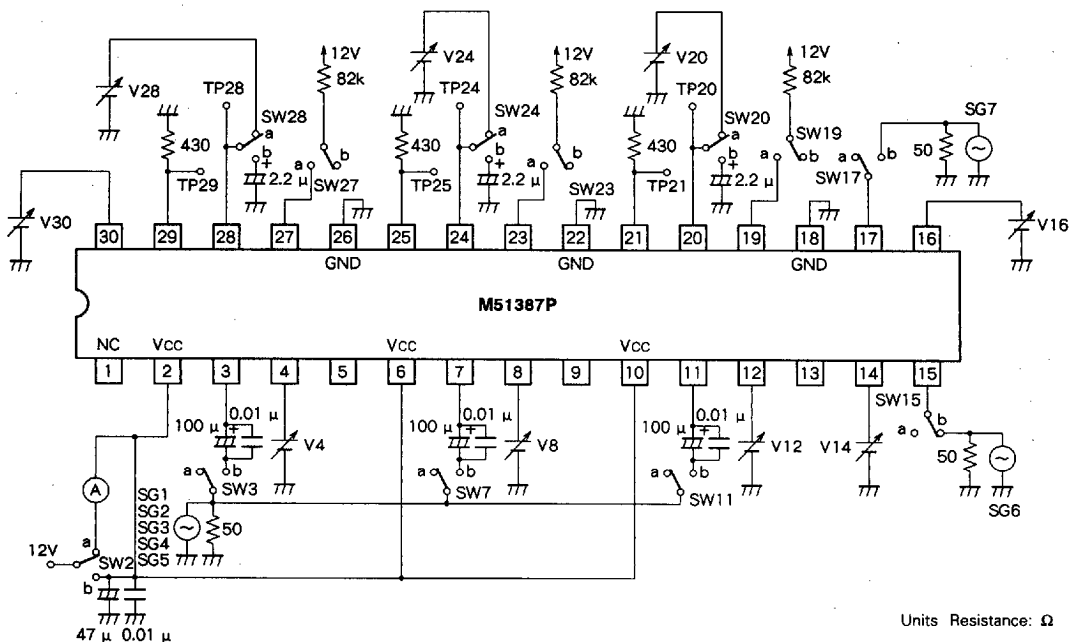 12V
82k
V28
TP28
SW28
a
b
430
TP29
2.2 μ
a
b
SW27
V30
12V
82k
V24
TP24
SW24
a
b
430
TP25
2.2 μ
a
b
SW23
12V
82k
V20
TP20
SW20
a
b
430
TP21
2.2 μ
a
b
SW19
SG7
a
b
50
SW17
V16
30 29 28 27 26 25 24 23 22 21 20 19 18 17 16
GND GND GND
M51387P
NC Vcc Vcc Vcc
1 2 3 4 5 6 7 8 9 10 11 12 13 14 15
0.01 μ
100 μ
V4
a
b
SW3
0.01 μ
100 μ
V8
a
b
SW7
0.01 μ
100 μ
V12
a
b
SW11
V14
SW15
a
b
50
SG6
A
SG1
SG2
SG3
SG4
SG5
50
12V
a
SW2
b
47 μ 0.01 μ
Units Resistance: Ω